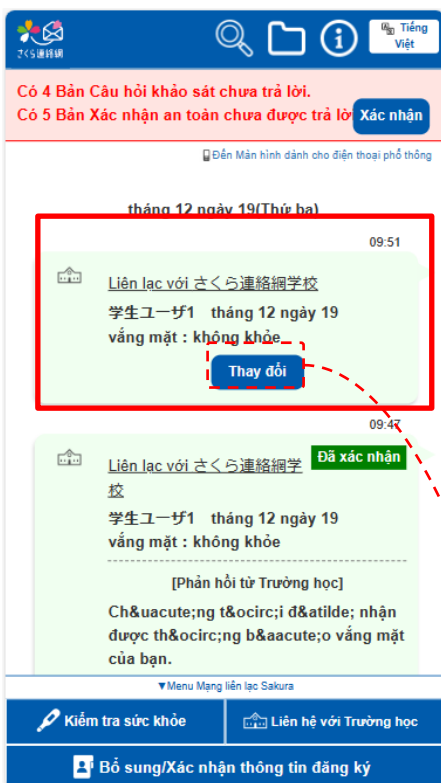 さくら連絡網
Tiếng
Việt
Có 4 Bản Câu hỏi khảo sát chưa trả lời.
Có 5 Bản Xác nhận an toàn chưa được trả lờ
Xác nhận
Đến Màn hình dành cho điện thoại phổ thông
tháng 12 ngày 19(Thứ ba)
09:51
Liên lạc với さくら連絡網学校
学生ユーザ1 tháng 12 ngày 19
vắng mặt : không khỏe
Thay đổi
09:47
Đã xác nhận
Liên lạc với さくら連絡網学
校
学生ユーザ1 tháng 12 ngày 19
vắng mặt : không khỏe
[Phản hồi từ Trường học]
Ch&uacute;ng t&ocirc;i đ&atilde; nhận
được th&ocirc;ng b&aacute;o vắng mặt
của bạn.
▼Menu Mạng liên lạc Sakura
Kiểm tra sức khỏe
Liên hệ với Trường học
Bổ sung/Xác nhận thông tin đăng ký